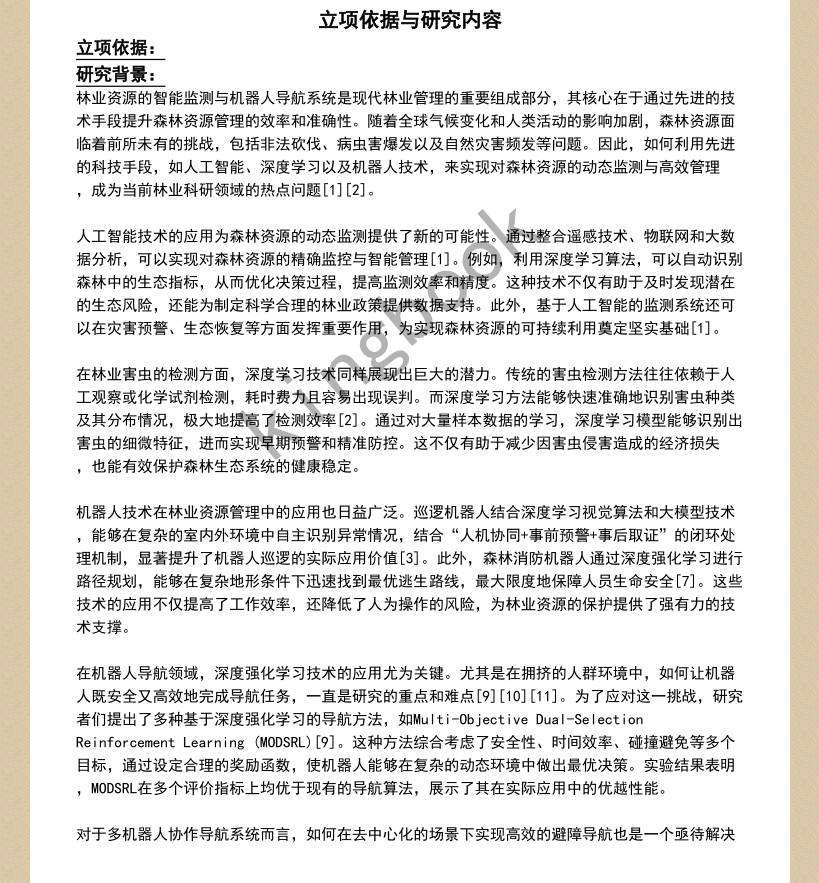 立项依据与研究内容
立项依据：
研究背景：
林业资源的智能监测与机器人导航系统是现代林业管理的重要组成部分，其核心在于通过先进的技
术手段提升森林资源管理的效率和准确性。随着全球气候变化和人类活动的影响加剧，森林资源面
临着前所未有的挑战，包括非法砍伐、病虫害爆发以及自然灾害频发等问题。因此，如何利用先进
的科技手段，如人工智能、深度学习以及机器人技术，来实现对森林资源的动态监测与高效管理
，成为当前林业科研领域的热点问题[1][2]。
人工智能技术的应用为森林资源的动态监测提供了新的可能性。通过整合遥感技术、物联网和大数
据分析，可以实现对森林资源的精确监控与智能管理[1]。例如，利用深度学习算法，可以自动识别
森林中的生态指标，从而优化决策过程，提高监测效率和精度。这种技术不仅有助于及时发现潜在
的生态风险，还能为制定科学合理的林业政策提供数据支持。此外，基于人工智能的监测系统还可
以在灾害预警、生态恢复等方面发挥重要作用，为实现森林资源的可持续利用奠定坚实基础[1]。
在林业害虫的检测方面，深度学习技术同样展现出巨大的潜力。传统的害虫检测方法往往依赖于人
工观察或化学试剂检测，耗时费力且容易出现误判。而深度学习方法能够快速准确地识别害虫种类
及其分布情况，极大地提高了检测效率[2]。通过对大量样本数据的学习，深度学习模型能够识别出
害虫的细微特征，进而实现早期预警和精准防控。这不仅有助于减少因害虫侵害造成的经济损失
，也能有效保护森林生态系统的健康稳定。
机器人技术在林业资源管理中的应用也日益广泛。巡逻机器人结合深度学习视觉算法和大模型技术
，能够在复杂的室内外环境中自主识别异常情况，结合“人机协同+事前预警+事后取证”的闭环处
理机制，显著提升了机器人巡逻的实际应用价值[3]。此外，森林消防机器人通过深度强化学习进行
路径规划，能够在复杂地形条件下迅速找到最优逃生路线，最大限度地保障人员生命安全[7]。这些
技术的应用不仅提高了工作效率，还降低了人为操作的风险，为林业资源的保护提供了强有力的技
术支撑。
在机器人导航领域，深度强化学习技术的应用尤为关键。尤其是在拥挤的人群环境中，如何让机器
人既安全又高效地完成导航任务，一直是研究的重点和难点[9][10][11]。为了应对这一挑战，研究
者们提出了多种基于深度强化学习的导航方法，如Multi-Objective Dual-Selection
Reinforcement Learning (MODSRL)[9]。这种方法综合考虑了安全性、时间效率、碰撞避免等多个
目标，通过设定合理的奖励函数，使机器人能够在复杂的动态环境中做出最优决策。实验结果表明
，MODSRL在多个评价指标上均优于现有的导航算法，展示了其在实际应用中的优越性能。
对于多机器人协作导航系统而言，如何在去中心化的场景下实现高效的避障导航也是一个亟待解决
kingbook